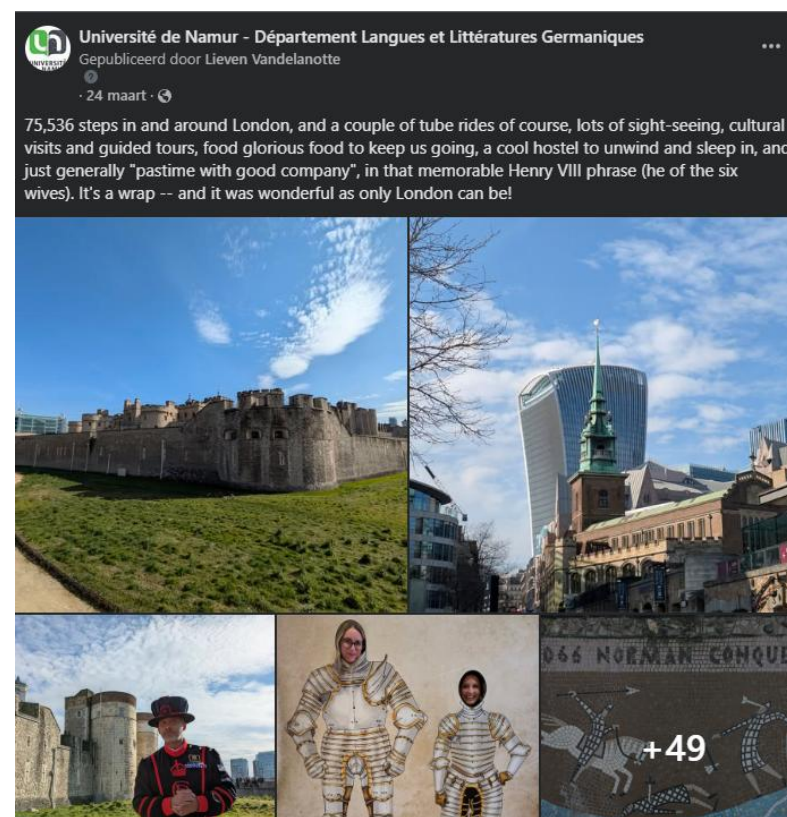 Université de Namur - Département Langues et Littératures Germaniques
Gepubliceerd door Lieven Vandelanotte
· 24 maart ·
75,536 steps in and around London, and a couple of tube rides of course, lots of sight-seeing, cultural
visits and guided tours, food glorious food to keep us going, a cool hostel to unwind and sleep in, and
just generally "pastime with good company", in that memorable Henry VIII phrase (he of the six
wives). It's a wrap -- and it was wonderful as only London can be!
066 NORMAN CONQUE
+49